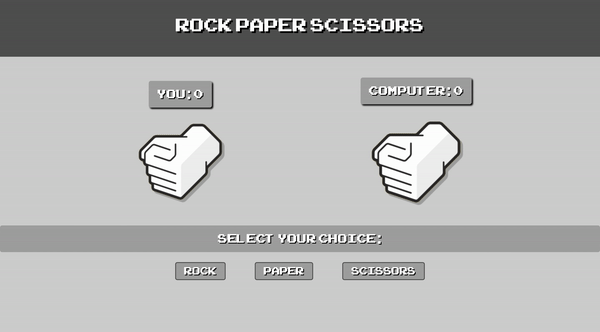 ROCK PAPER SCISSORS
YOU:0
COMPUTER:0
SELECT YOUR CHOICE:
ROCK
PAPER
SCISSORS